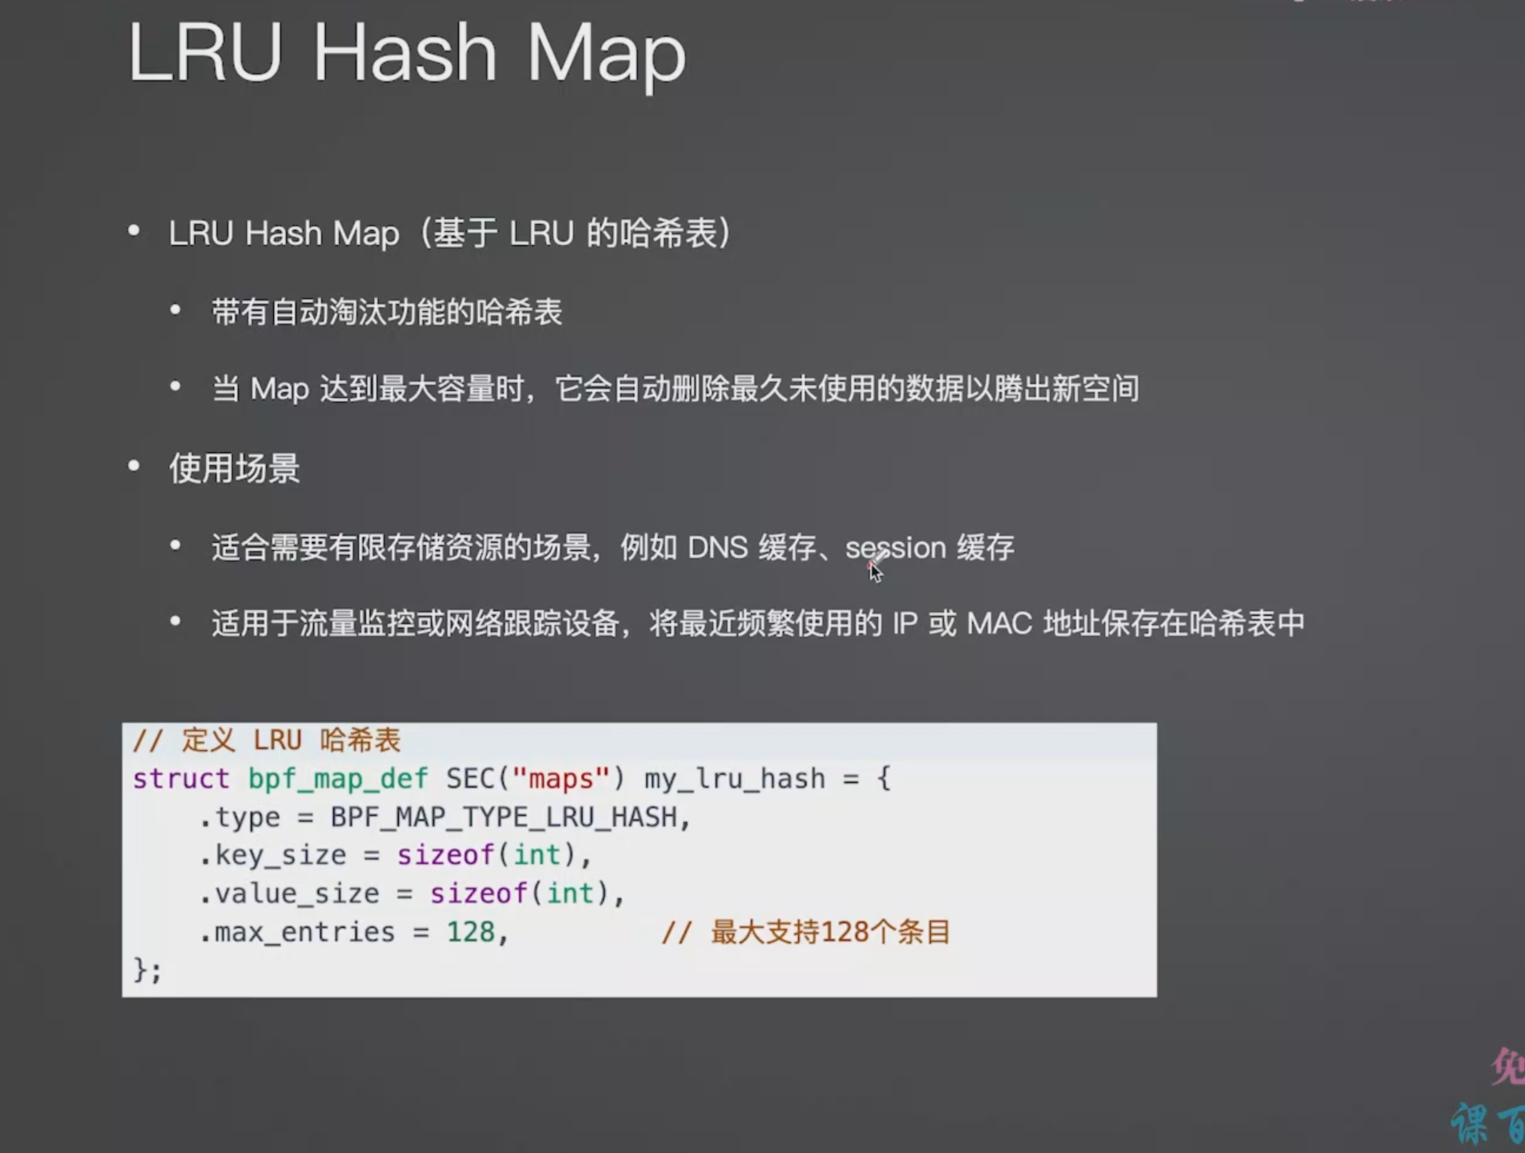 LRU Hash Map
• LRU Hash Map（基于 LRU 的哈希表）
• 带有自动淘汰功能的哈希表
• 当 Map 达到最大容量时，它会自动删除最久未使用的数据以腾出新空间
• 使用场景
• 适合需要有限存储资源的场景，例如 DNS 缓存、session 缓存
• 适用于流量监控或网络跟踪设备，将最近频繁使用的 IP 或 MAC 地址保存在哈希表中
// 定义 LRU 哈希表
struct bpf_map_def SEC("maps") my_lru_hash = {
    .type = BPF_MAP_TYPE_LRU_HASH,
    .key_size = sizeof(int),
    .value_size = sizeof(int),
    .max_entries = 128,         // 最大支持128个条目
};
免
课百